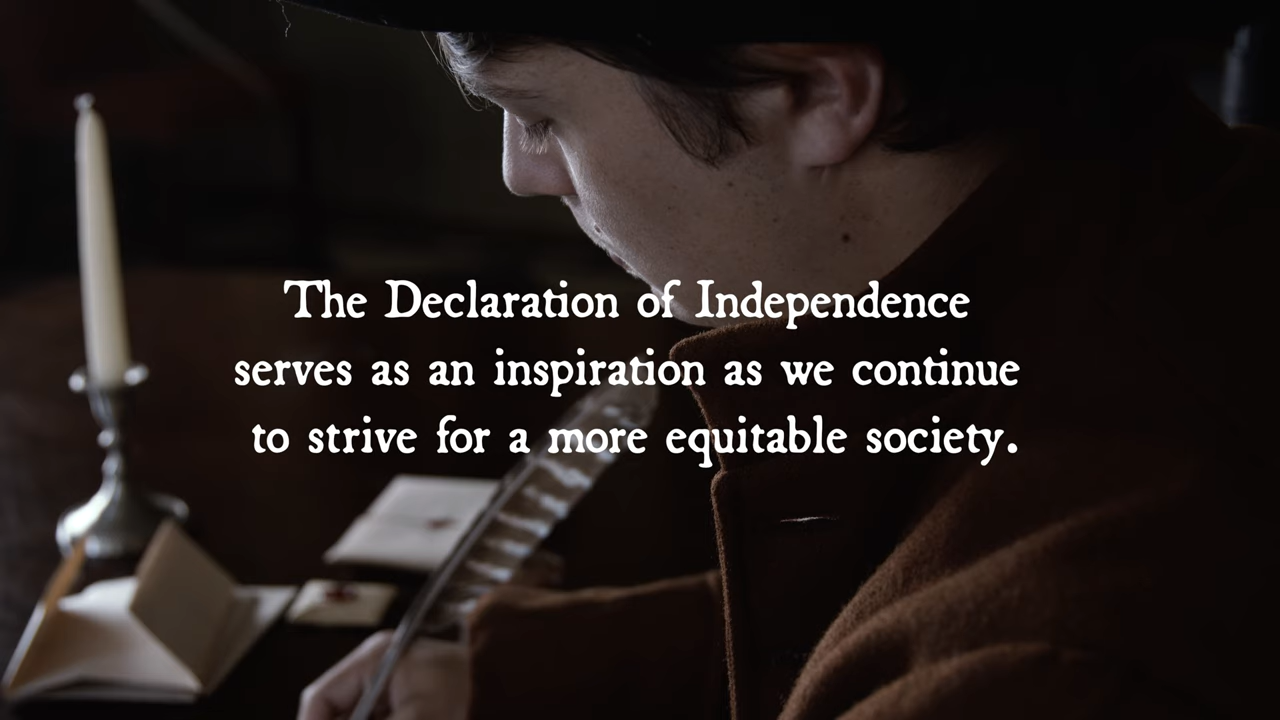 The Declaration of Independence
serves as an inspiration as we continue
to strive for a more equitable society.